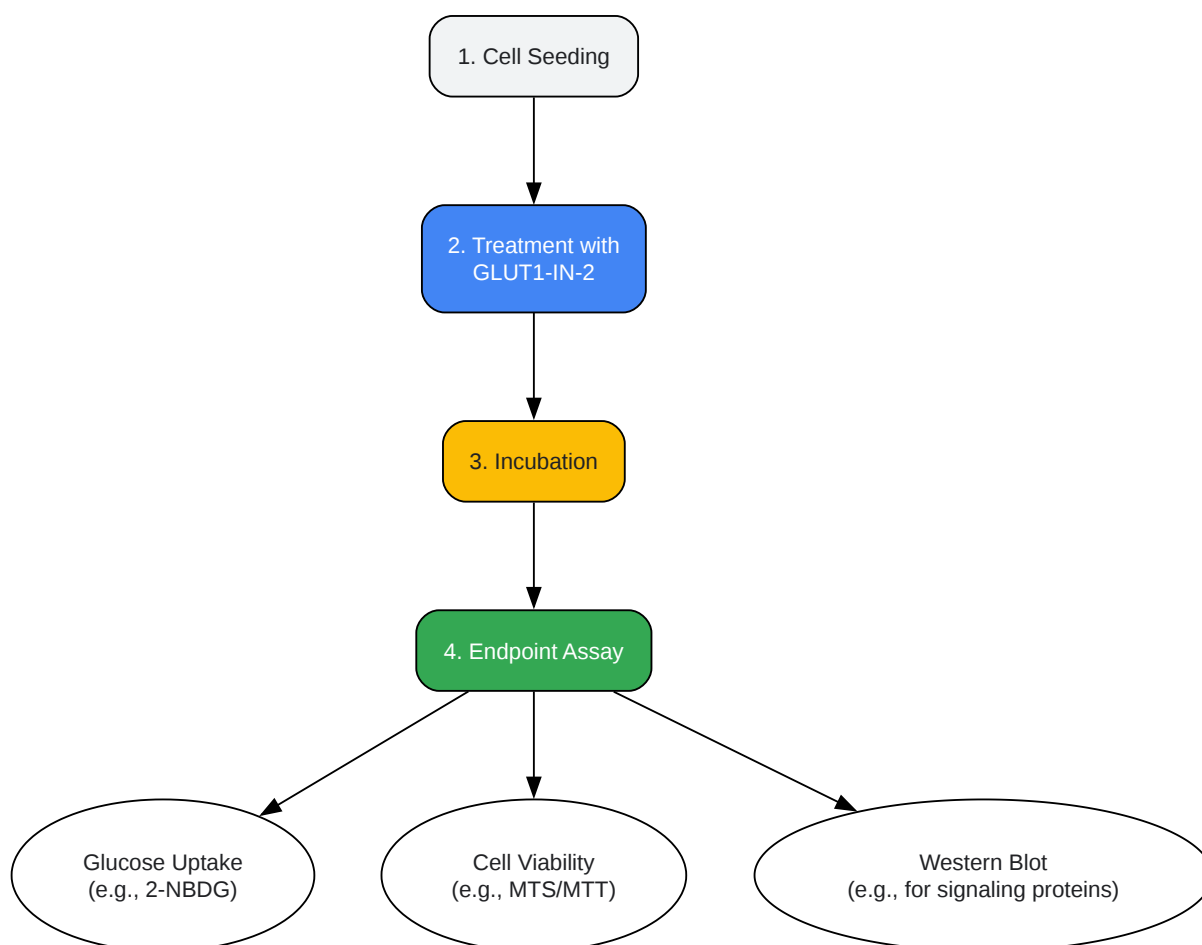 1. Cell Seeding
2. Treatment with
GLUT1-IN-2
3. Incubation
4. Endpoint Assay
Glucose Uptake
(e.g., 2-NBDG)
Cell Viability
(e.g., MTS/MTT)
Western Blot
(e.g., for signaling proteins)